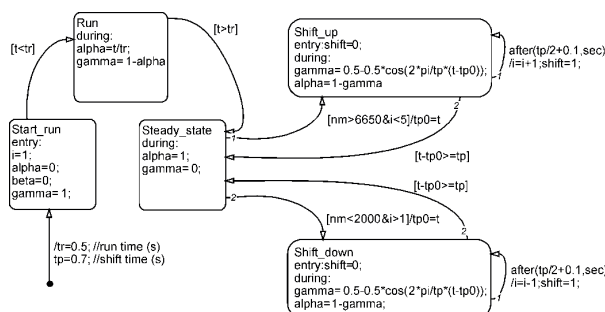 Run
during:
alpha=t/tr;
gamma= 1-alpha
[t<tr]
[t>tr]
Start_run
entry:
i=1;
alpha=0;
beta=0;
gamma= 1;
/tr=0.5; //run time (s)
tp=0.7; //shift time (s)
Steady_state
during:
alpha=1;
gamma= 0;
1
2
Shift_up
entry:shift=0;
during:
gamma= 0.5-0.5*cos(2*pi/tp*(t-tp0));
alpha=1-gamma
1
2
after(tp/2+0.1,sec)
/i=i+1;shift=1;
[nm>6650&i<5]/tp0=t
[t-tp0>=tp]
[t-tp0>=tp]
[nm<2000&i>1]/tp0=t
2
Shift_down
entry:shift=0;
during:
gamma= 0.5-0.5*cos(2*pi/tp*(t-tp0));
alpha=1-gamma;
1
after(tp/2+0.1,sec)
/i=i-1;shift=1;